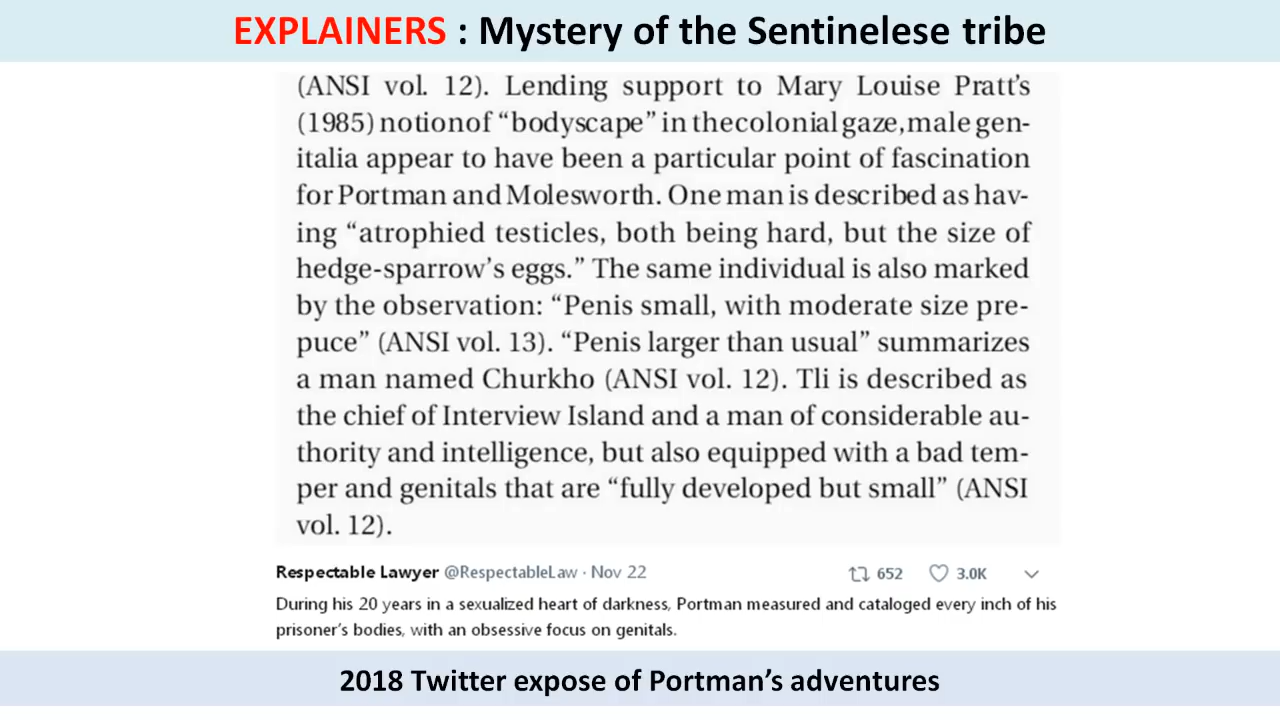 EXPLAINERS : Mystery of the Sentinelese tribe
(ANSI vol. 12). Lending support to Mary Louise Pratt's
(1985) notion of “bodyscape” in the colonial gaze, male gen-
italia appear to have been a particular point of fascination
for Portman and Molesworth. One man is described as hav-
ing “atrophied testicles, both being hard, but the size of
hedge-sparrow's eggs.” The same individual is also marked
by the observation: “Penis small, with moderate size pre-
puce” (ANSI vol. 13). “Penis larger than usual” summarizes
a man named Churkho (ANSI vol. 12). Tli is described as
the chief of Interview Island and a man of considerable au-
thority and intelligence, but also equipped with a bad tem-
per and genitals that are “fully developed but small” (ANSI
vol. 12).
Respectable Lawyer @RespectableLaw · Nov 22 652 3.0K
During his 20 years in a sexualized heart of darkness, Portman measured and cataloged every inch of his
prisoner's bodies, with an obsessive focus on genitals.
2018 Twitter expose of Portman's adventures